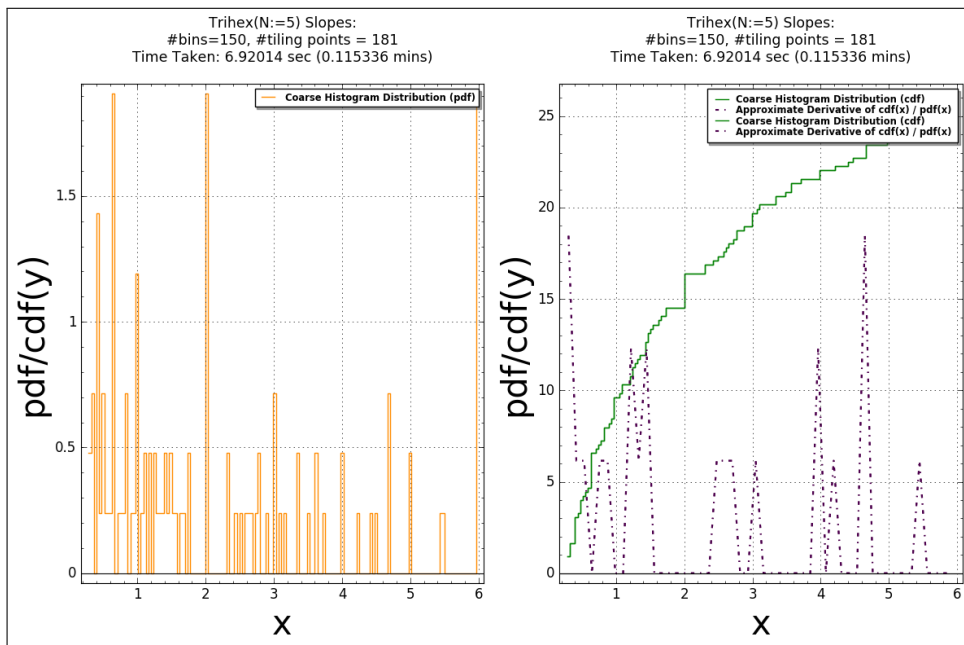 Trihex(N:=5) Slopes:
#bins=150, #tiling points = 181
Time Taken: 6.92014 sec (0.115336 mins)
Coarse Histogram Distribution (pdf)
pdf/cdf(y)
1.5
1
0.5
0
1
2
3
4
5
6
x
Trihex(N:=5) Slopes:
#bins=150, #tiling points = 181
Time Taken: 6.92014 sec (0.115336 mins)
Coarse Histogram Distribution (cdf)
Approximate Derivative of cdf(x) / pdf(x)
Coarse Histogram Distribution (cdf)
Approximate Derivative of cdf(x) / pdf(x)
pdf/cdf(y)
25
20
15
10
5
0
1
2
3
4
5
6
x